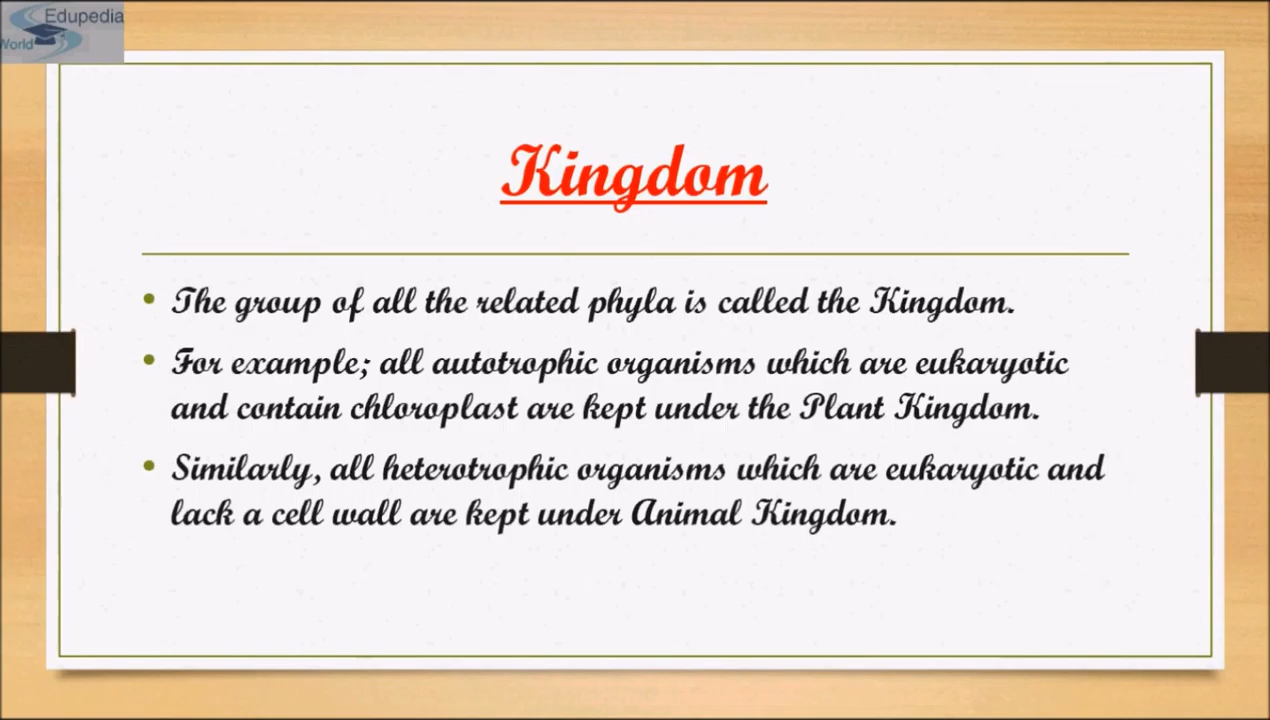 Edupedia
World
Kingdom
• The group of all the related phyla is called the Kingdom.
• For example; all autotrophic organisms which are eukaryotic
and contain chloroplast are kept under the Plant Kingdom.
• Similarly, all heterotrophic organisms which are eukaryotic and
lack a cell wall are kept under Animal Kingdom.